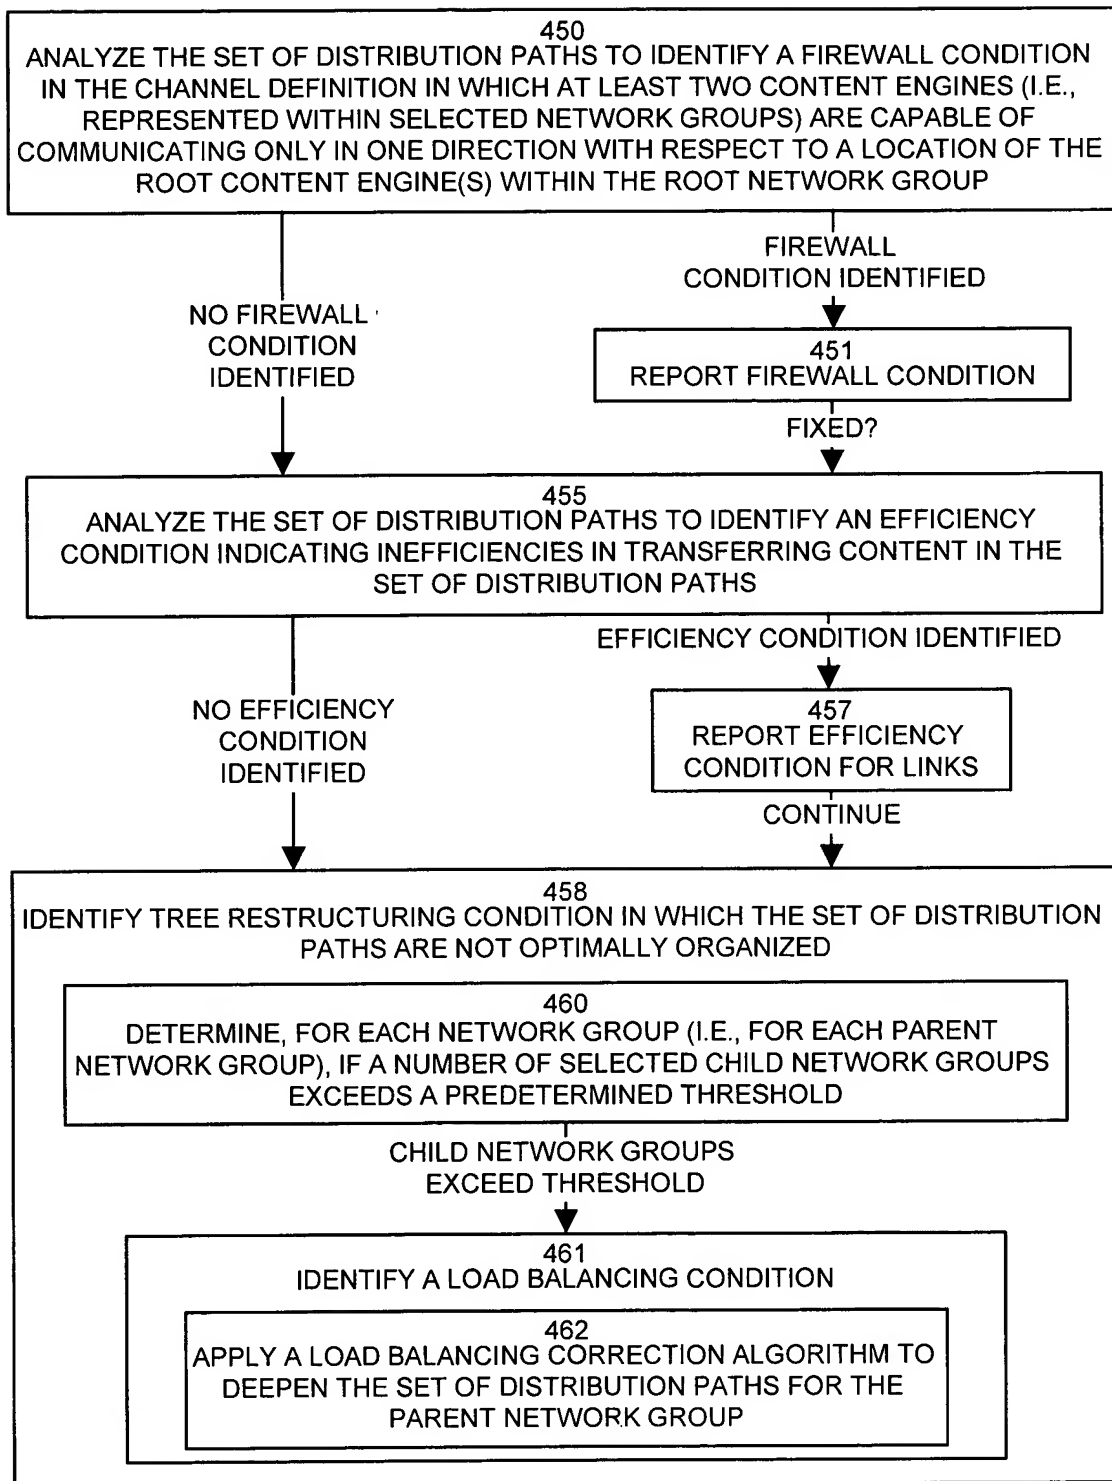 450
ANALYZE THE SET OF DISTRIBUTION PATHS TO IDENTIFY A FIREWALL CONDITION
IN THE CHANNEL DEFINITION IN WHICH AT LEAST TWO CONTENT ENGINES (I.E.,
REPRESENTED WITHIN SELECTED NETWORK GROUPS) ARE CAPABLE OF
COMMUNICATING ONLY IN ONE DIRECTION WITH RESPECT TO A LOCATION OF THE
ROOT CONTENT ENGINE(S) WITHIN THE ROOT NETWORK GROUP
FIREWALL
CONDITION IDENTIFIED
NO FIREWALL
CONDITION
IDENTIFIED
451
REPORT FIREWALL CONDITION
FIXED?
455
ANALYZE THE SET OF DISTRIBUTION PATHS TO IDENTIFY AN EFFICIENCY
CONDITION INDICATING INEFFICIENCIES IN TRANSFERRING CONTENT IN THE
SET OF DISTRIBUTION PATHS
EFFICIENCY CONDITION IDENTIFIED
NO EFFICIENCY
CONDITION
IDENTIFIED
457
REPORT EFFICIENCY
CONDITION FOR LINKS
CONTINUE
458
IDENTIFY TREE RESTRUCTURING CONDITION IN WHICH THE SET OF DISTRIBUTION
PATHS ARE NOT OPTIMALLY ORGANIZED
460
DETERMINE, FOR EACH NETWORK GROUP (I.E., FOR EACH PARENT
NETWORK GROUP), IF A NUMBER OF SELECTED CHILD NETWORK GROUPS
EXCEEDS A PREDETERMINED THRESHOLD
CHILD NETWORK GROUPS
EXCEED THRESHOLD
461
IDENTIFY A LOAD BALANCING CONDITION
462
APPLY A LOAD BALANCING CORRECTION ALGORITHM TO
DEEPEN THE SET OF DISTRIBUTION PATHS FOR THE
PARENT NETWORK GROUP